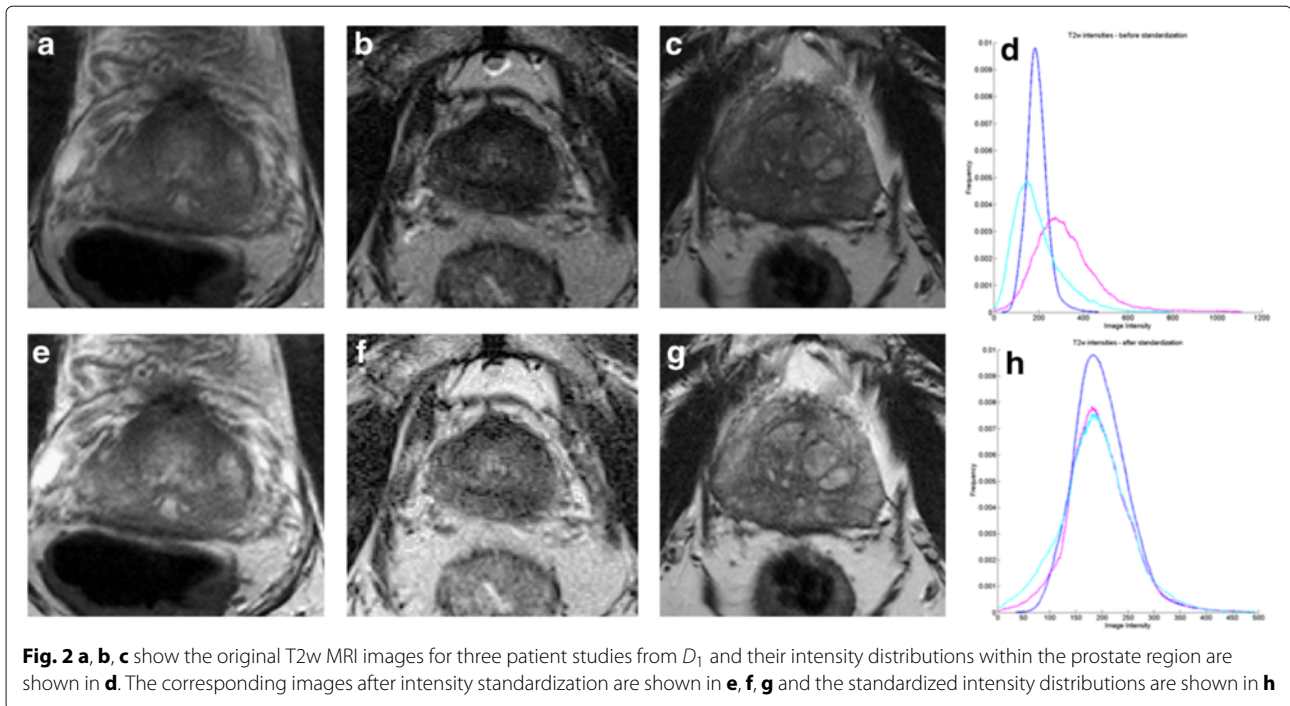 a
b
c
d
T2w intensities - before standardization
0.01
0.009
0.008
0.007
0.006
0.005
0.004
0.003
0.002
0.001
0
Frequency
0 200 400 600 800 1000 1200
Image Intensity
e
f
g
h
T2w intensities - after standardization
0.01
0.009
0.008
0.007
0.006
0.005
0.004
0.003
0.002
0.001
0
Frequency
0 50 100 150 200 250 300 350 400 450 500
Image Intensity
Fig. 2 a, b, c show the original T2w MRI images for three patient studies from D1 and their intensity distributions within the prostate region are
shown in d. The corresponding images after intensity standardization are shown in e, f, g and the standardized intensity distributions are shown in h